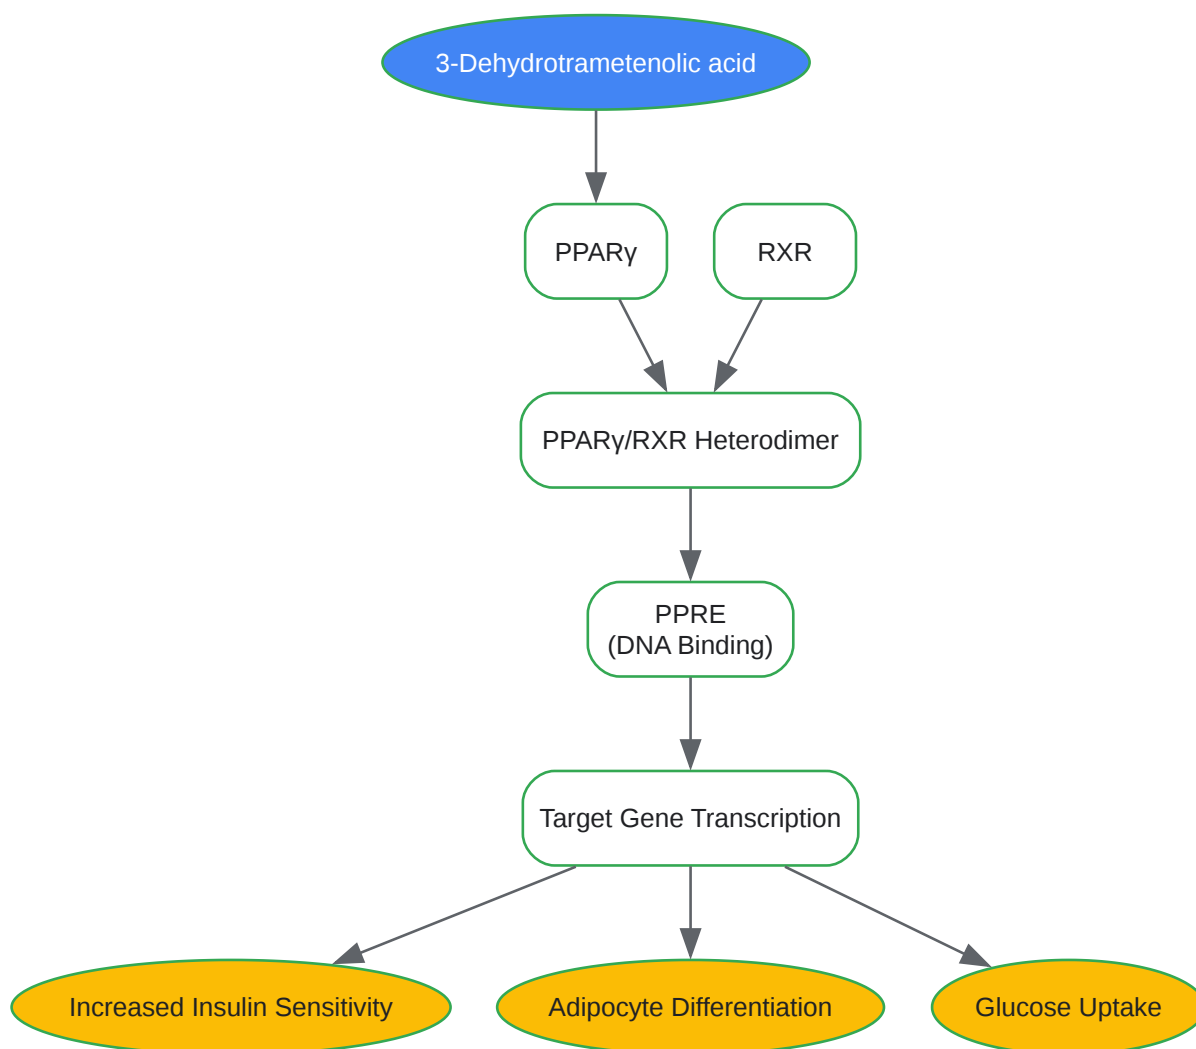 3-Dehydrotrametenolic acid
PPARγ
RXR
PPARγ/RXR Heterodimer
PPRE
(DNA Binding)
Target Gene Transcription
Increased Insulin Sensitivity
Adipocyte Differentiation
Glucose Uptake